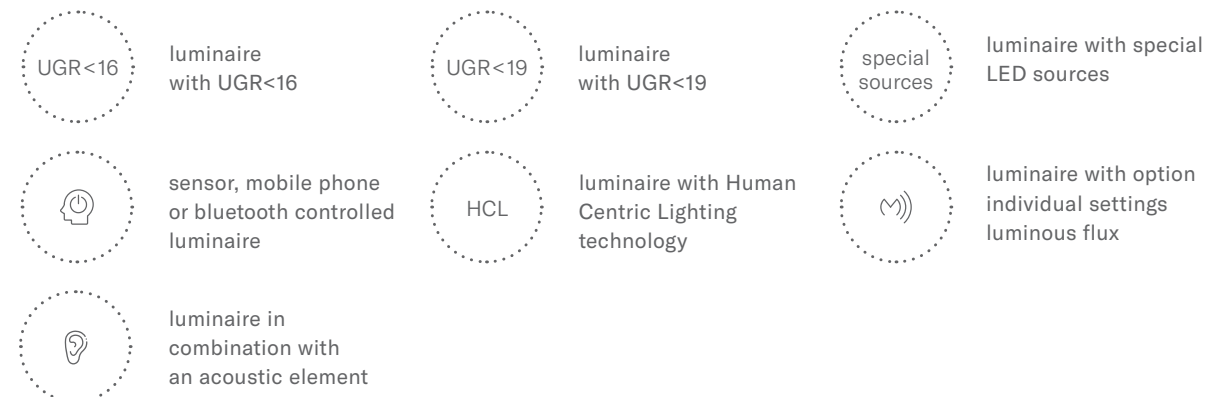 UGR<16
luminaire
with UGR<16
UGR<19
luminaire
with UGR<19
special
sources
luminaire with special
LED sources
sensor, mobile phone
or bluetooth controlled
luminaire
HCL
luminaire with Human
Centric Lighting
technology
luminaire with option
individual settings
luminous flux
luminaire in
combination with
an acoustic element